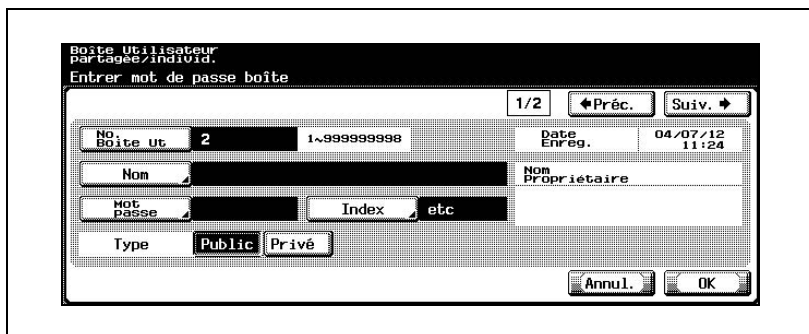 Boîte Utilisateur
partagée/individ.
Entrer mot de passe boîte
1/2 ←Préc. Suiv. →
No.
Boîte Ut 2 1~999999998 Date
Enreg. 04/07/12
11:24
Nom Nom
Propriétaire
Mot
passe Index etc
Type Public Privé
Annul. OK